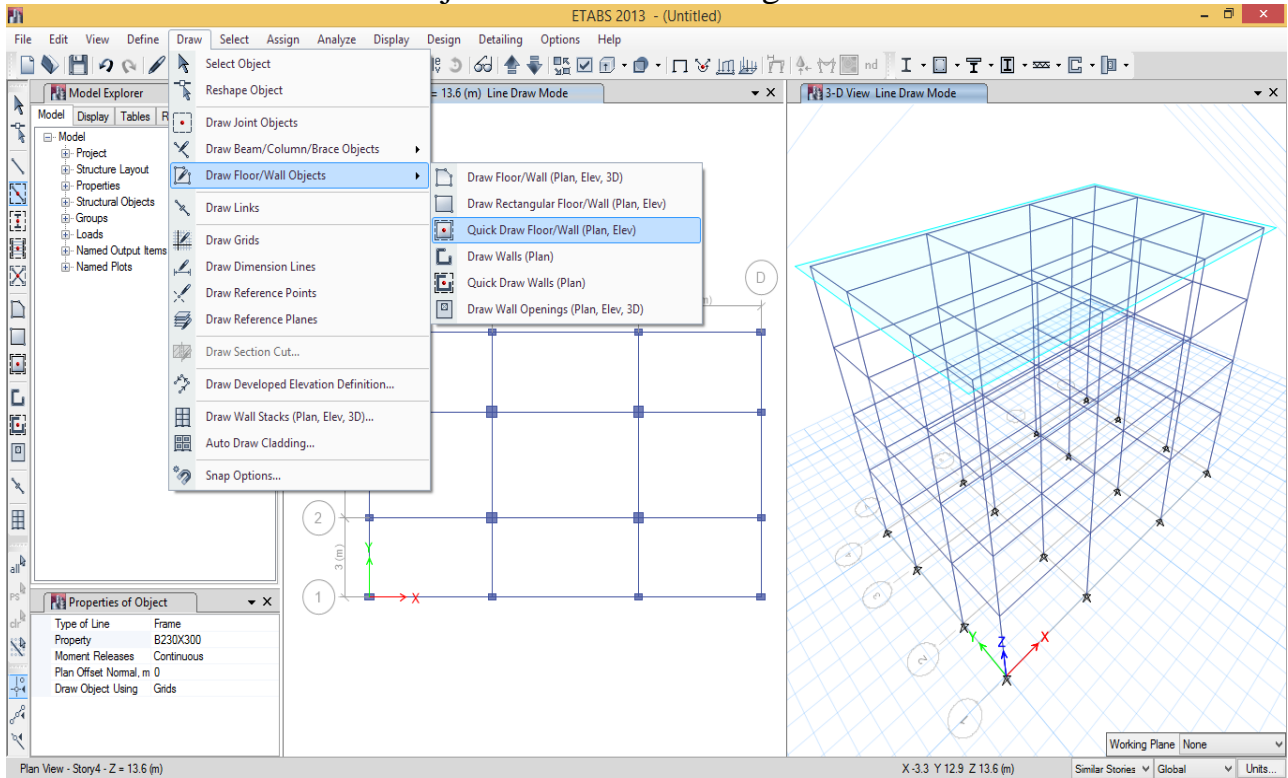 ETABS 2013 - (Untitled)
File Edit View Define Draw Select Assign Analyze Display Design Detailing Options Help
nd
Model Explorer
Model Display Tables R
Model
Project
Structure Layout
Properties
Structural Objects
Groups
Loads
Named Output Items
Named Plots
Select Object
Reshape Object
Draw Joint Objects
Draw Beam/Column/Brace Objects
Draw Floor/Wall Objects
Draw Links
Draw Grids
Draw Dimension Lines
Draw Reference Points
Draw Reference Planes
Draw Section Cut...
Draw Developed Elevation Definition...
Draw Wall Stacks (Plan, Elev, 3D)...
Auto Draw Cladding...
Snap Options...
Draw Floor/Wall (Plan, Elev, 3D)
Draw Rectangular Floor/Wall (Plan, Elev)
Quick Draw Floor/Wall (Plan, Elev)
Draw Walls (Plan)
Quick Draw Walls (Plan)
Draw Wall Openings (Plan, Elev, 3D)
= 13.6 (m) Line Draw Mode
D
2
3 (m)
1
Y
X
3-D View Line Draw Mode
Y
Z
X
2
1
all
PS
clr
Properties of Object
Type of Line Frame
Property B230X300
Moment Releases Continuous
Plan Offset Normal, m 0
Draw Object Using Grids
Working Plane None
Plan View - Story4 - Z = 13.6 (m)
X -3.3 Y 12.9 Z 13.6 (m)
Similar Stories Global Units...